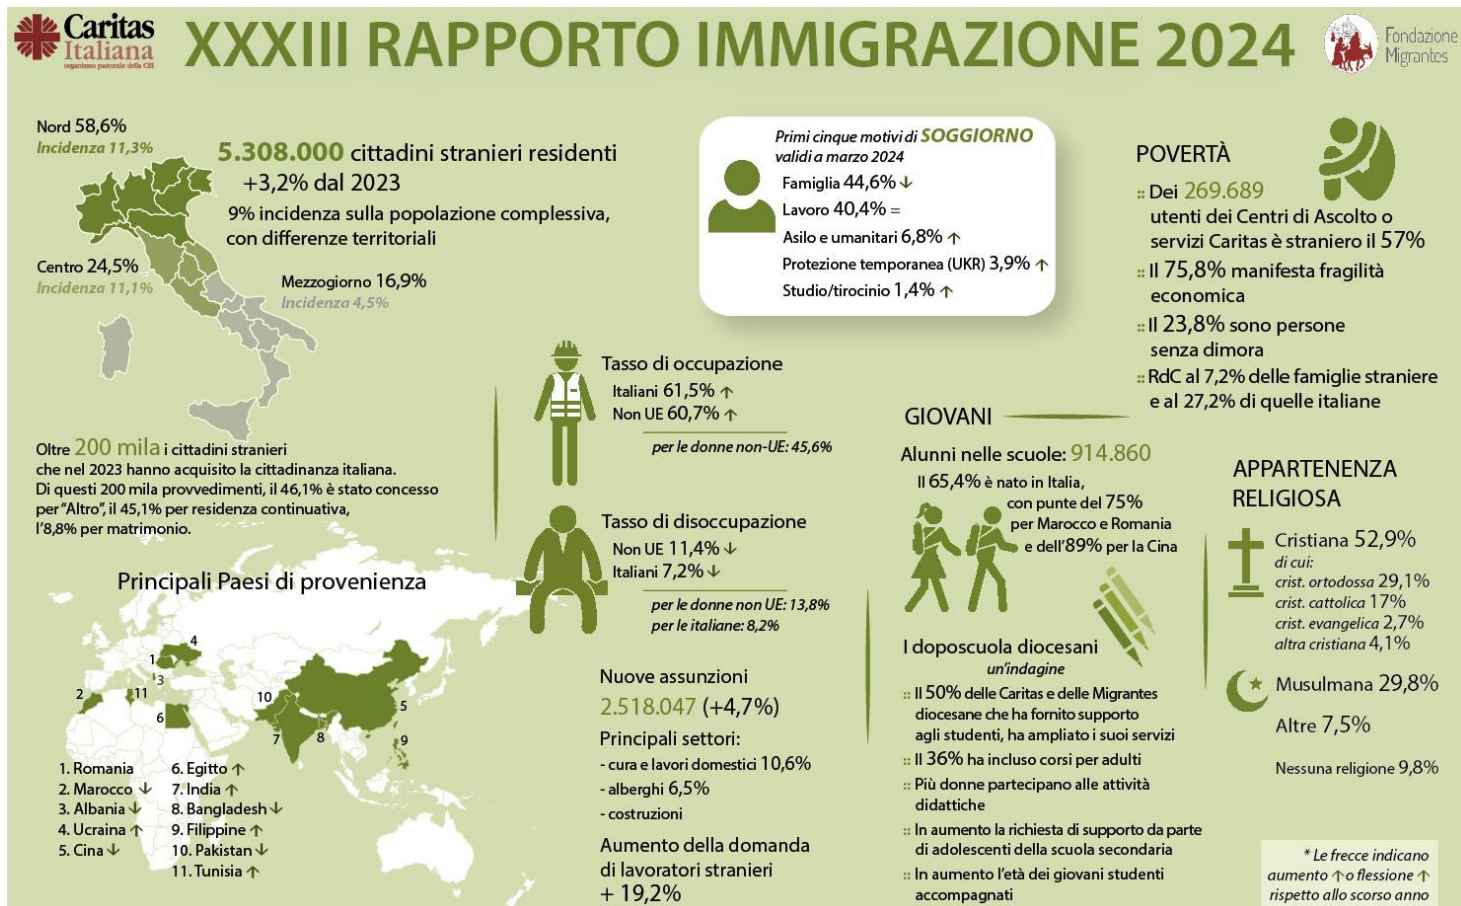 Caritas
Italiana
organismo pastorale della CEI
XXXIII RAPPORTO IMMIGRAZIONE 2024
Fondazione
Migrantes
Nord 58,6%
Incidenza 11,3%
5.308.000 cittadini stranieri residenti
+3,2% dal 2023
9% incidenza sulla popolazione complessiva,
con differenze territoriali
Centro 24,5%
Incidenza 11,1%
Mezzogiorno 16,9%
Incidenza 4,5%
Oltre 200 mila i cittadini stranieri
che nel 2023 hanno acquisito la cittadinanza italiana.
Di questi 200 mila provvedimenti, il 46,1% è stato concesso
per “Altro”, il 45,1% per residenza continuativa,
l’8,8% per matrimonio.
Principali Paesi di provenienza
1
2
3
4
5
6
7
8
9
10
11
1. Romania
2. Marocco ↓
3. Albania ↓
4. Ucraina ↑
5. Cina ↓
6. Egitto ↑
7. India ↑
8. Bangladesh ↓
9. Filippine ↑
10. Pakistan ↓
11. Tunisia ↑
Primi cinque motivi di SOGGIORNO
validi a marzo 2024
Famiglia 44,6% ↓
Lavoro 40,4% =
Asilo e umanitari 6,8% ↑
Protezione temporanea (UKR) 3,9% ↑
Studio/tirocinio 1,4% ↑
Tasso di occupazione
Italiani 61,5% ↑
Non UE 60,7% ↑
per le donne non-UE: 45,6%
Tasso di disoccupazione
Non UE 11,4% ↓
Italiani 7,2% ↓
per le donne non UE: 13,8%
per le italiane: 8,2%
Nuove assunzioni
2.518.047 (+4,7%)
Principali settori:
- cura e lavori domestici 10,6%
- alberghi 6,5%
- costruzioni
Aumento della domanda
di lavoratori stranieri
+ 19,2%
POVERTÀ
:: Dei 269.689
utenti dei Centri di Ascolto o
servizi Caritas è straniero il 57%
:: Il 75,8% manifesta fragilità
economica
:: Il 23,8% sono persone
senza dimora
:: RdC al 7,2% delle famiglie straniere
e al 27,2% di quelle italiane
GIOVANI
Alunni nelle scuole: 914.860
Il 65,4% è nato in Italia,
con punte del 75%
per Marocco e Romania
e dell’89% per la Cina
I doposcuola diocesani
un’indagine
:: Il 50% delle Caritas e delle Migrantes
diocesane che ha fornito supporto
agli studenti, ha ampliato i suoi servizi
:: Il 36% ha incluso corsi per adulti
:: Più donne partecipano alle attività
didattiche
:: In aumento la richiesta di supporto da parte
di adolescenti della scuola secondaria
:: In aumento l’età dei giovani studenti
accompagnati
APPARTENENZA
RELIGIOSA
Cristiana 52,9%
di cui:
crist. ortodossa 29,1%
crist. cattolica 17%
crist. evangelica 2,7%
altra cristiana 4,1%
Musulmana 29,8%
Altre 7,5%
Nessuna religione 9,8%
* Le frecce indicano
aumento ↑ o flessione ↑
rispetto allo scorso anno